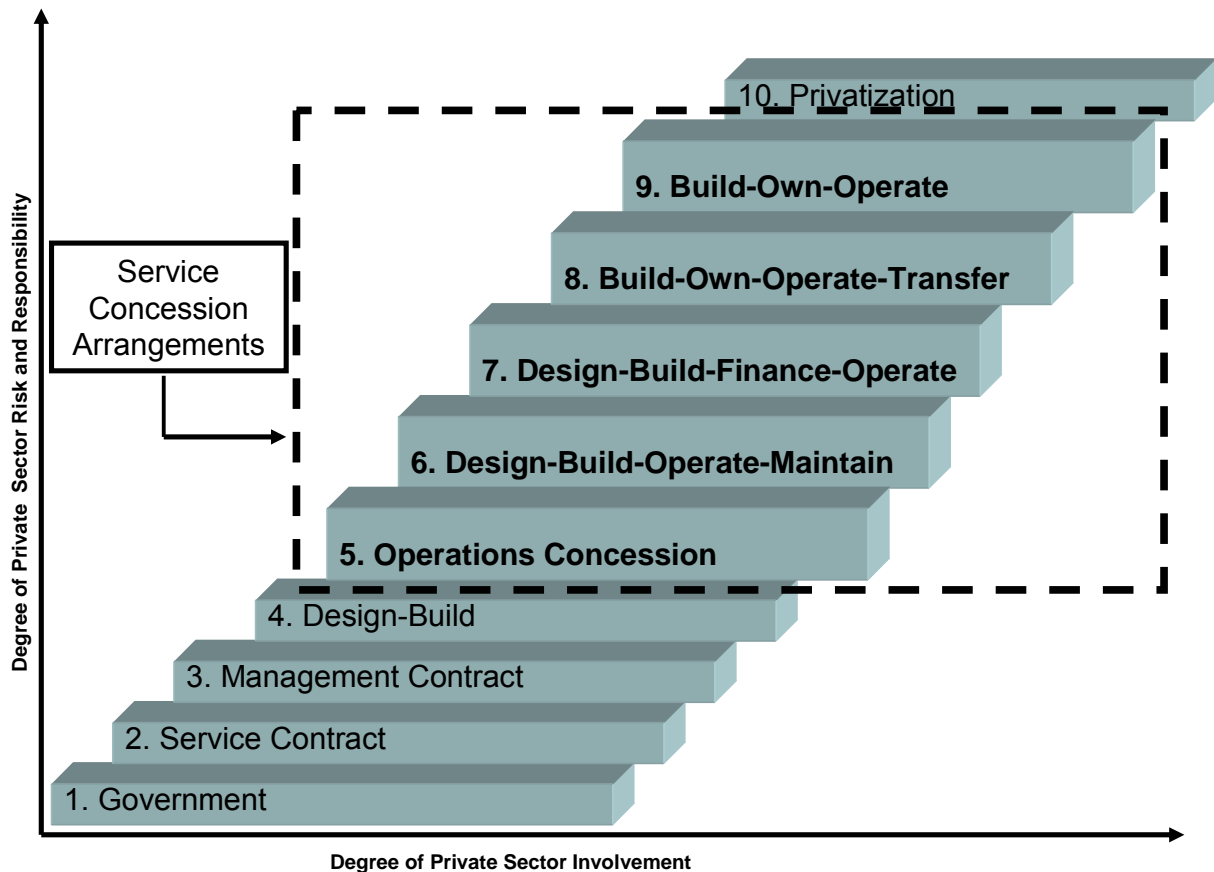 Degree of Private Sector Risk and Responsibility
10. Privatization
9. Build-Own-Operate
8. Build-Own-Operate-Transfer
7. Design-Build-Finance-Operate
6. Design-Build-Operate-Maintain
5. Operations Concession
4. Design-Build
3. Management Contract
2. Service Contract
1. Government
Service
Concession
Arrangements
Degree of Private Sector Involvement